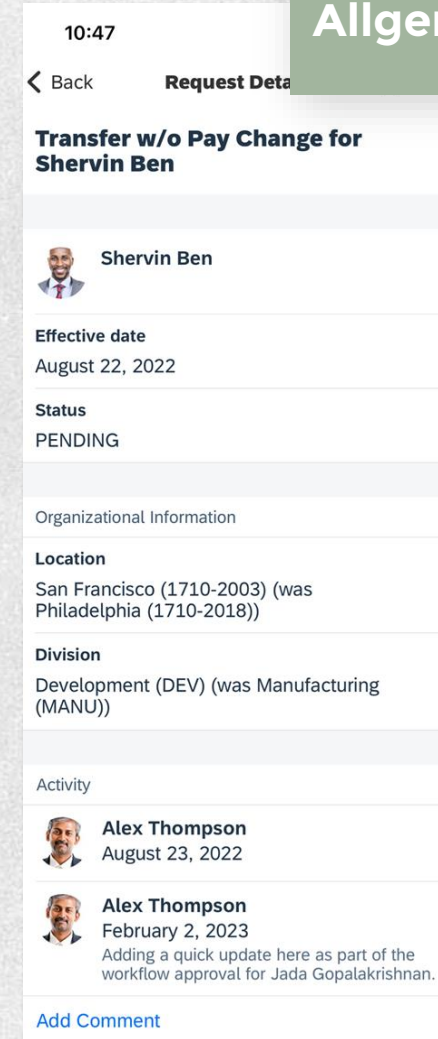 Allger
10:47
Back
Request Deta
Transfer w/o Pay Change for
Shervin Ben
Shervin Ben
Effective date
August 22, 2022
Status
PENDING
Organizational Information
Location
San Francisco (1710-2003) (was
Philadelphia (1710-2018))
Division
Development (DEV) (was Manufacturing
(MANU))
Activity
Alex Thompson
August 23, 2022
Alex Thompson
February 2, 2023
Adding a quick update here as part of the
workflow approval for Jada Gopalakrishnan.
Add Comment